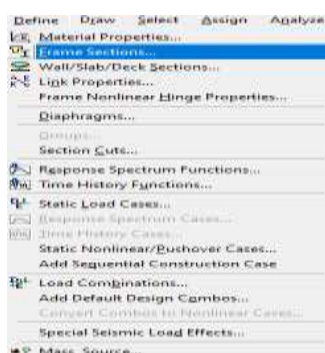 Define Draw Select Assign Analyze
Material Properties...
Frame Sections...
Wall/Slab/Deck Sections...
Link Properties...
Frame Nonlinear Hinge Properties...
Diaphragms...
Groups...
Section Cuts...
Response Spectrum Functions...
Time History Functions...
Static Load Cases...
Response Spectrum Cases...
Time History Cases...
Static Nonlinear/Pushover Cases...
Add Sequential Construction Case
Load Combinations...
Add Default Design Combos...
Convert Combos to Nonlinear Cases...
Special Seismic Load Effects...
Mass Source...